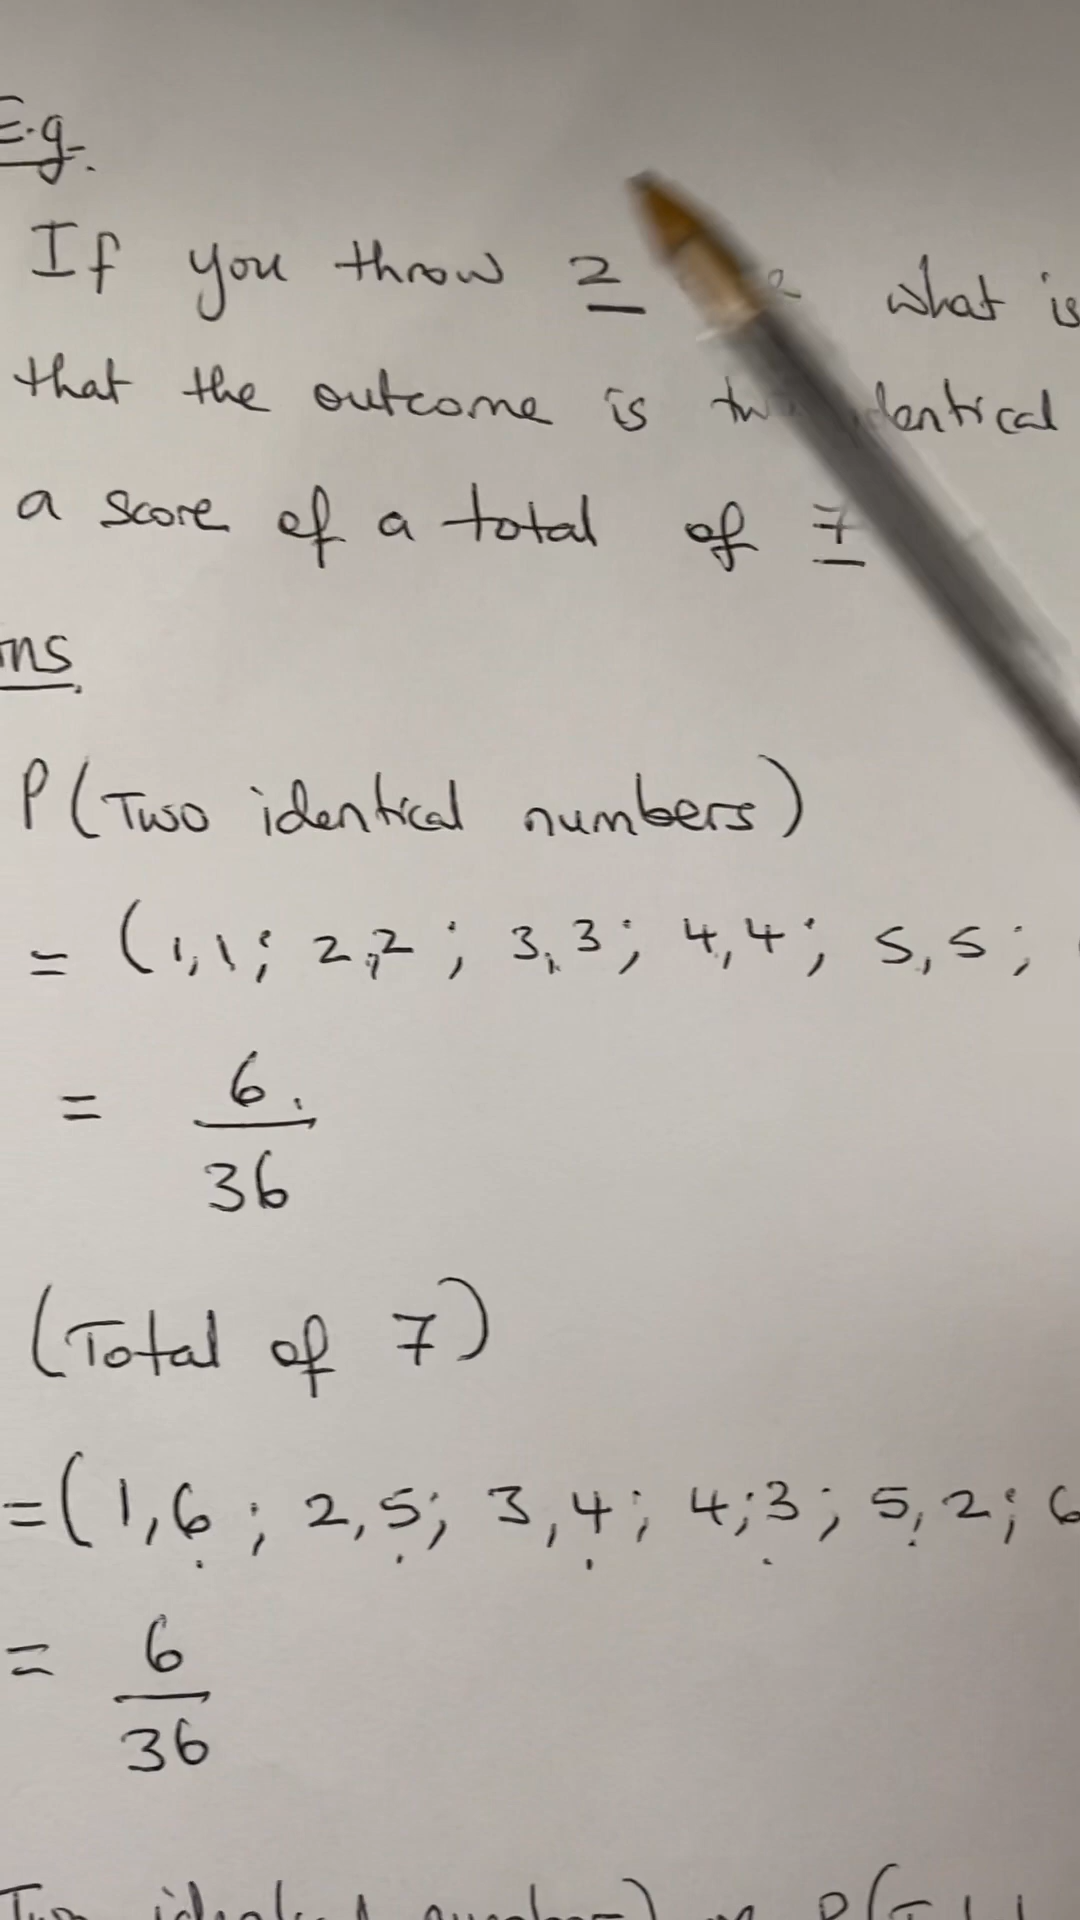 E.g.
If you throw 2 what is
that the outcome is identical
a score of a total of 7
ns
P(Two identical numbers)
= (1,1; 2,2; 3,3; 4,4; 5,5;
= 6
36
(Total of 7)
=(1,6; 2,5; 3,4; 4;3; 5,2; 6
= 6
36